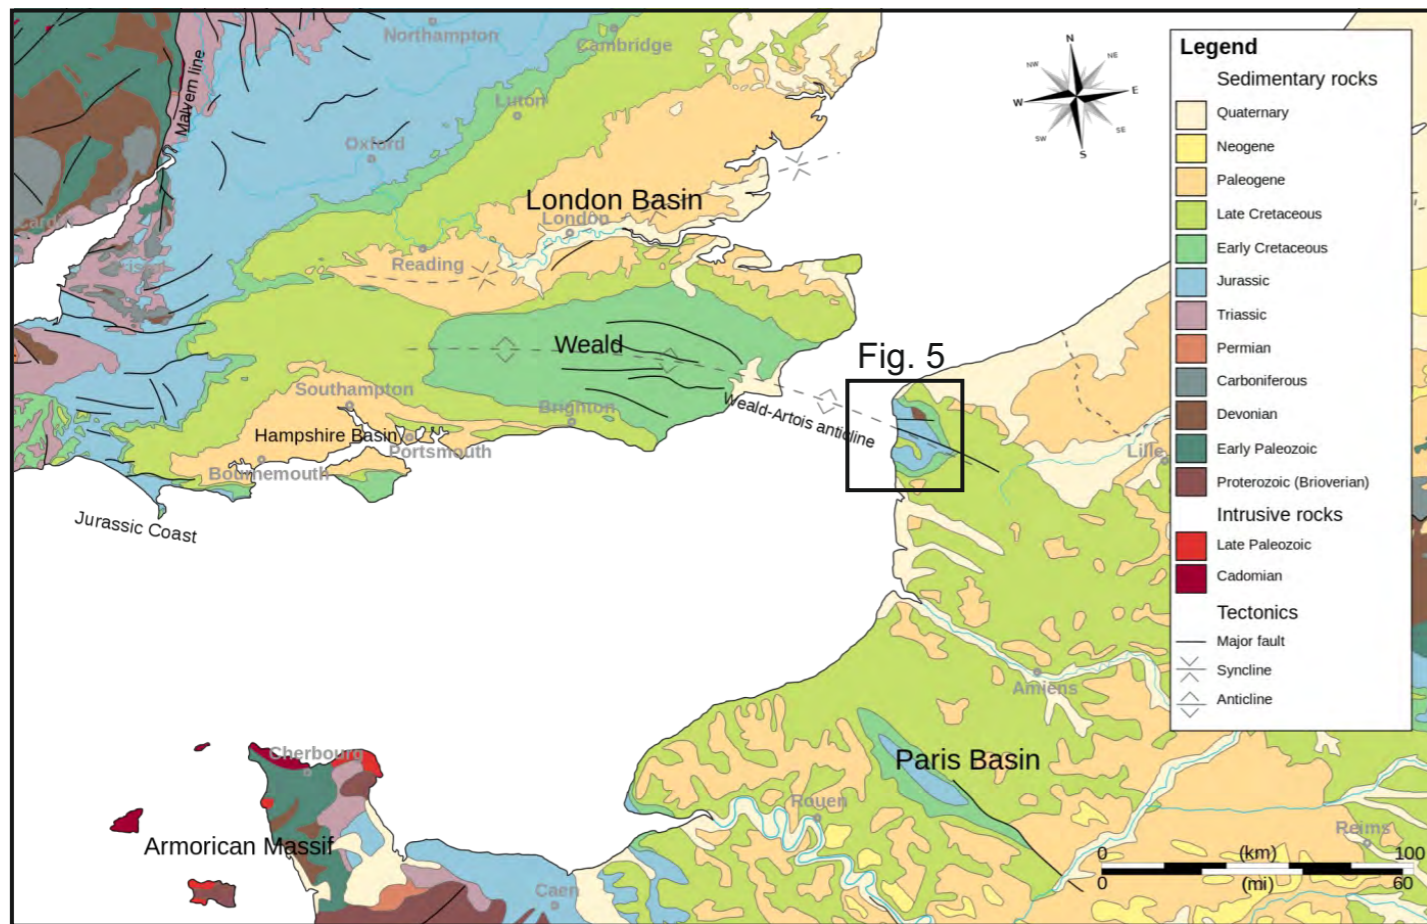 Northampton
Cambridge
Malvern line
Luton
Oxford
London Basin
London
Reading
Weald
Southampton
Brighton
Hampshire Basin
Portsmouth
Bournemouth
Jurassic Coast
Weald-Artois anticline
Fig. 5
Lille
Amiens
Paris Basin
Rouen
Reims
Cherbourg
Armorican Massif
Caen
N
NE
E
SE
S
SW
W
NW
Legend
Sedimentary rocks
Quaternary
Neogene
Paleogene
Late Cretaceous
Early Cretaceous
Jurassic
Triassic
Permian
Carboniferous
Devonian
Early Paleozoic
Proterozoic (Brioverian)
Intrusive rocks
Late Paleozoic
Cadomian
Tectonics
Major fault
Syncline
Anticline
0 (km) 100
0 (mi) 60